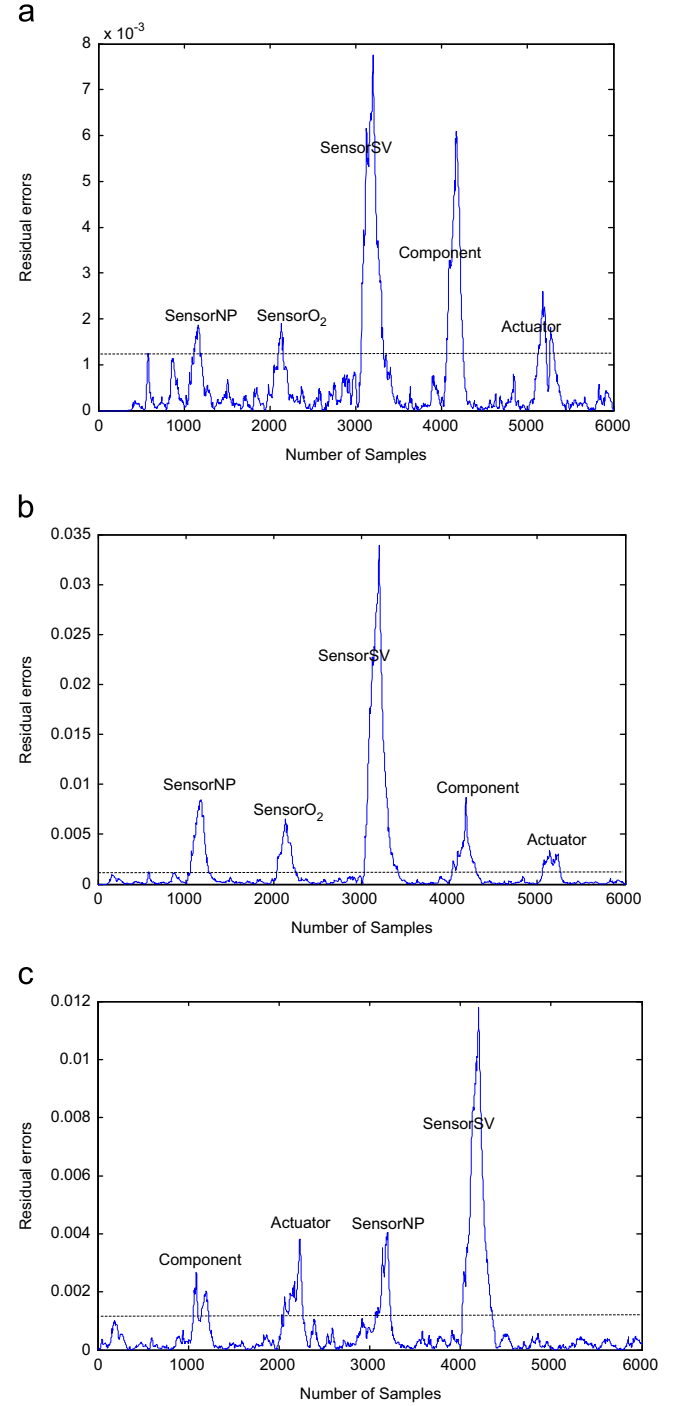 a
x 10⁻³
8
7
6
5
4
3
2
1
0
Residual errors
SensorSV
Component
SensorNP
SensorO₂
Actuator
0 1000 2000 3000 4000 5000 6000
Number of Samples
b
0.035
0.03
0.025
0.02
0.015
0.01
0.005
0
Residual errors
SensorSV
SensorNP
Component
SensorO₂
Actuator
0 1000 2000 3000 4000 5000 6000
Number of Samples
c
0.012
0.01
0.008
0.006
0.004
0.002
0
Residual errors
SensorSV
Actuator
SensorNP
Component
0 1000 2000 3000 4000 5000 6000
Number of Samples